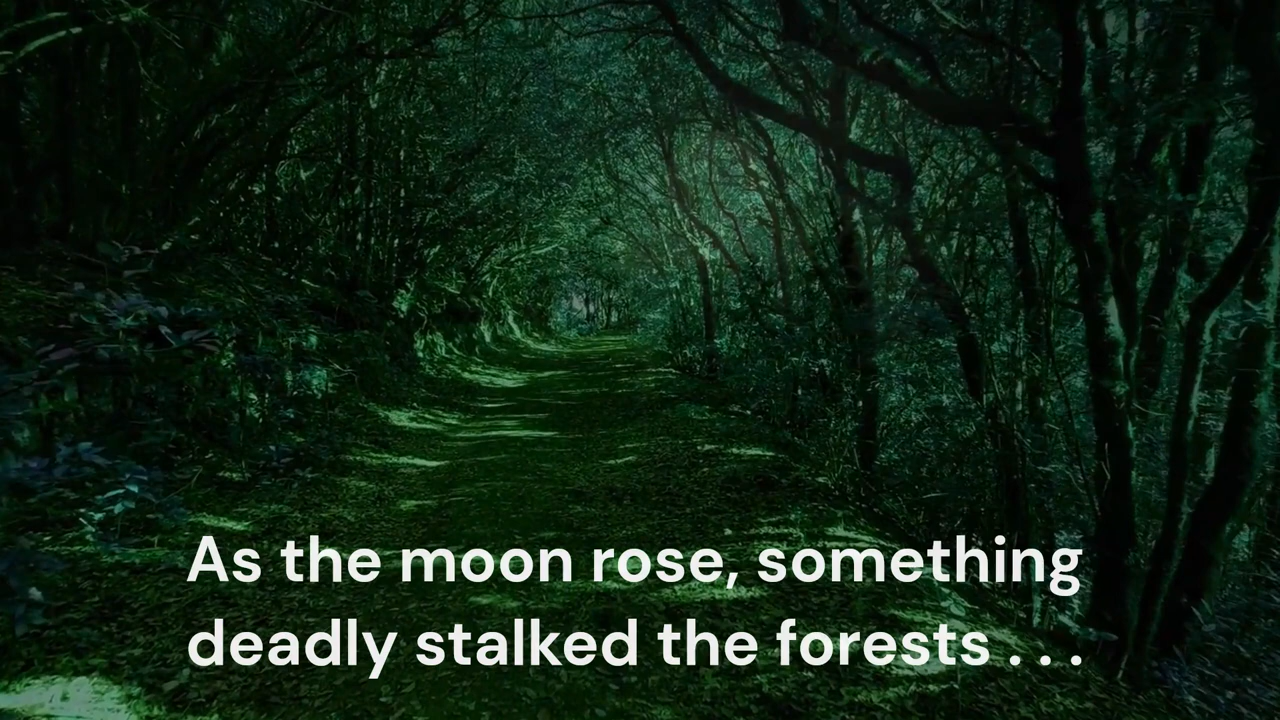 As the moon rose, something
deadly stalked the forests . . .